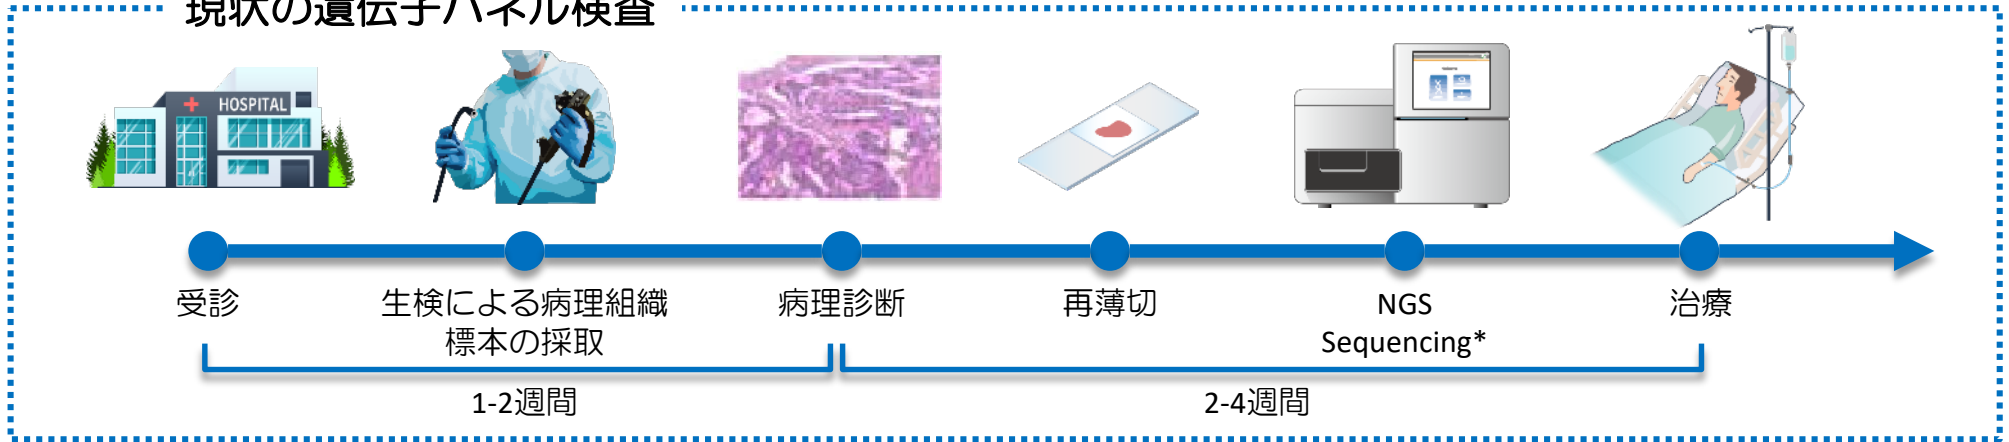 現状の遺伝子パネル検査
HOSPITAL
受診
生検による病理組織
標本の採取
病理診断
再薄切
NGS
Sequencing*
治療
1-2週間
2-4週間